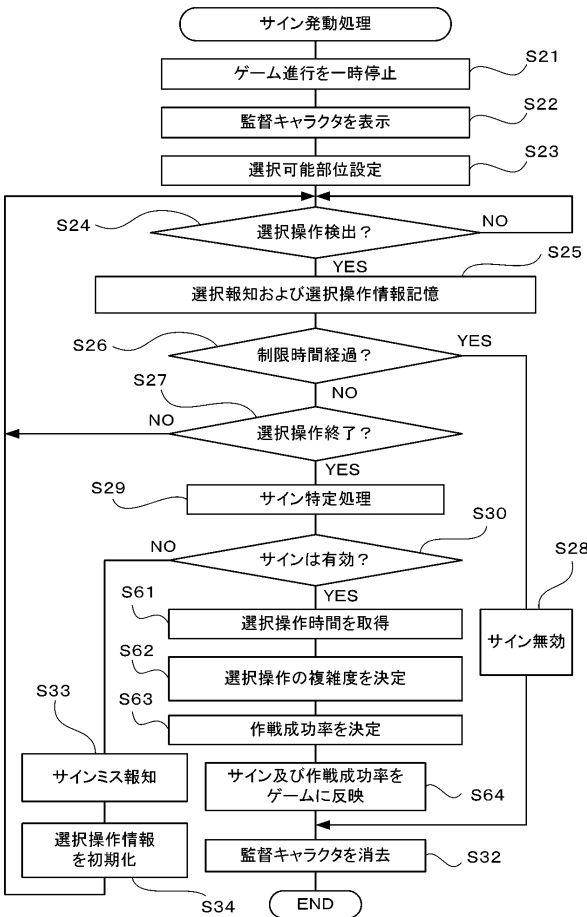 サイン発動処理
ゲーム進行を一時停止
S21
監督キャラクタを表示
S22
選択可能部位設定
S23
S24
選択操作検出？
NO
YES
S25
選択報知および選択操作情報記憶
S26
制限時間経過？
YES
NO
S27
NO
選択操作終了？
YES
S29
サイン特定処理
S30
NO
サインは有効？
YES
S28
サイン無効
S61
選択操作時間を取得
S62
選択操作の複雑度を決定
S63
作戦成功率を決定
S33
サインミス報知
サイン及び作戦成功率を
ゲームに反映
S64
選択操作情報
を初期化
S34
監督キャラクタを消去
S32
END